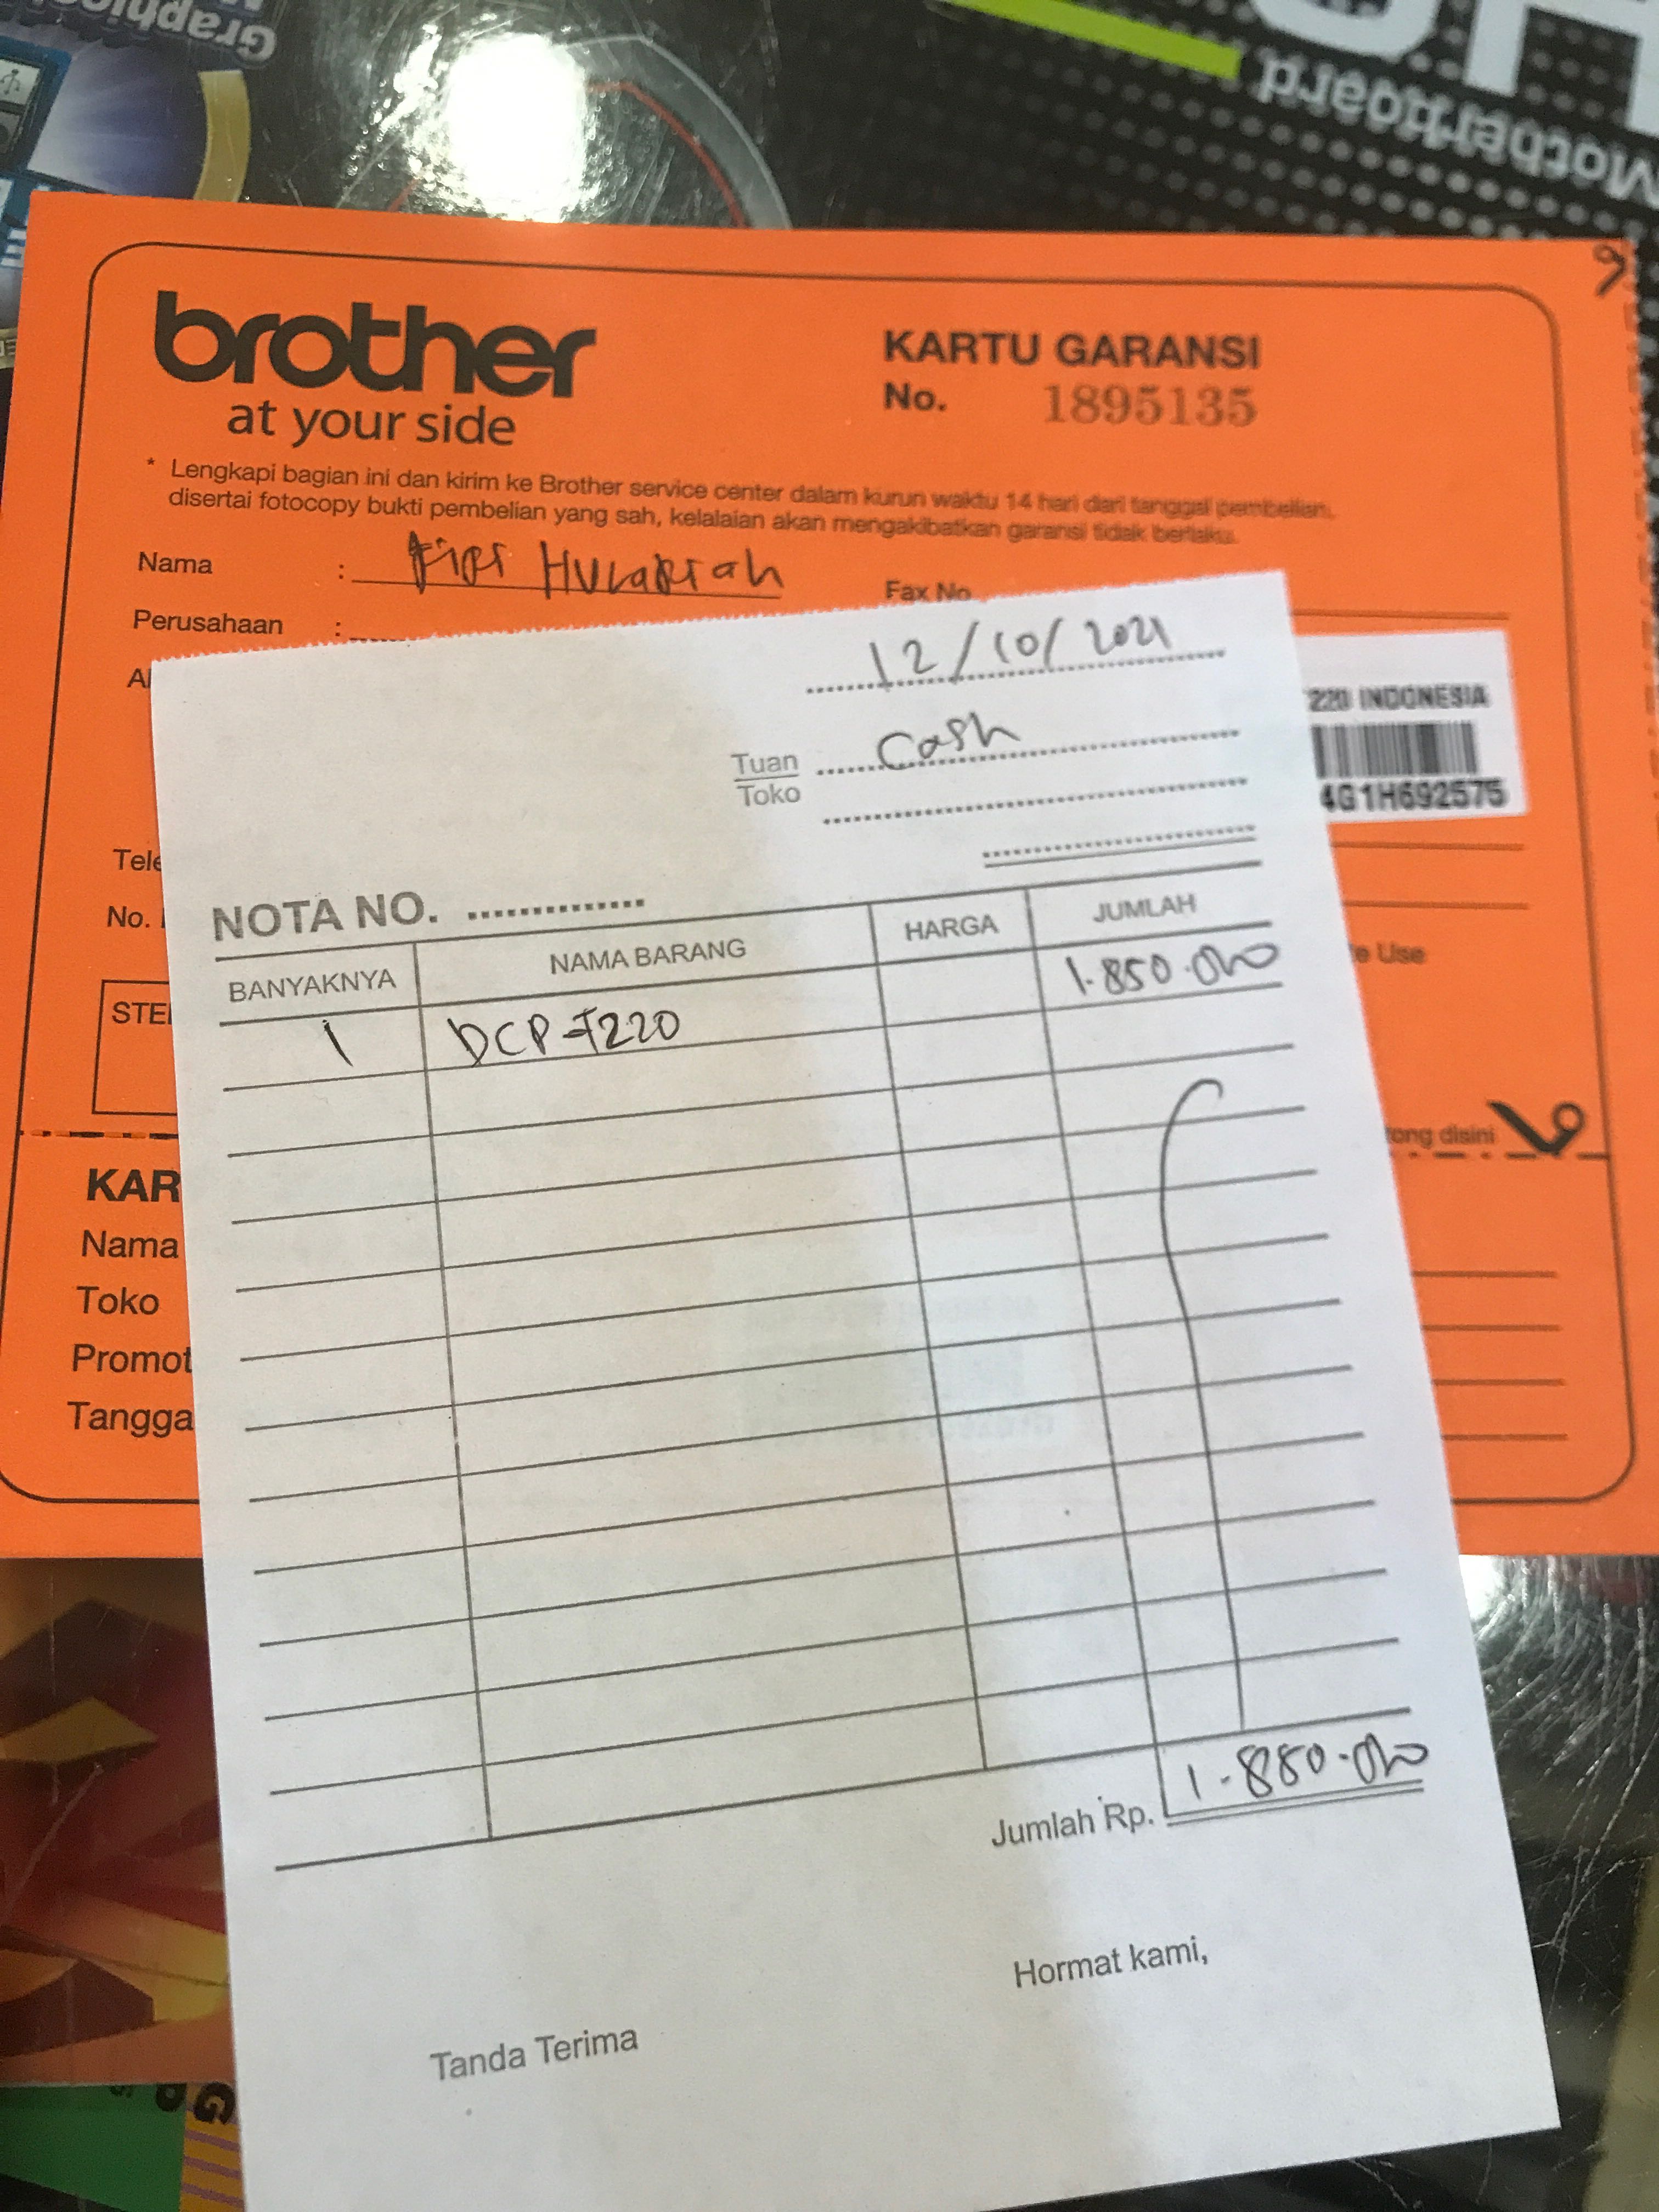 Graphics
Motherboard
brother
at your side
KARTU GARANSI
No. 1895135
* Lengkapi bagian ini dan kirim ke Brother service center dalam kurun waktu 14 hari dari tanggal pembelian.
disertai fotocopy bukti pembelian yang sah, kelalaian akan mengakibatkan garansi tidak berlaku.
Nama :
Fax No
Perusahaan :
220 INDONESIA
4G1H692575
Tele
No.
e Use
STE
ong disini
KAR
Nama
Toko
Promot
Tangga
12/10/2021
Tuan Cash
Toko
NOTA NO.
BANYAKNYA NAMA BARANG HARGA JUMLAH
1 DCP-T220 1.850.000
Jumlah Rp. 1.850.000
Hormat kami,
Tanda Terima